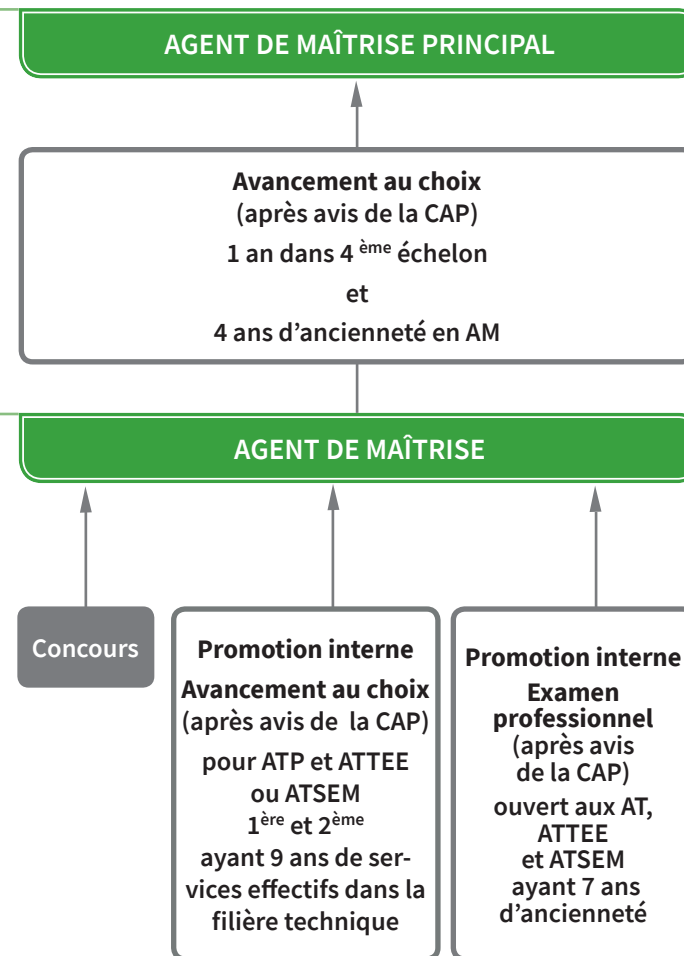 AGENT DE MAÎTRISE PRINCIPAL
Avancement au choix
(après avis de la CAP)
1 an dans 4 ème échelon
et
4 ans d’ancienneté en AM
AGENT DE MAÎTRISE
Concours
Promotion interne
Avancement au choix
(après avis de la CAP)
pour ATP et ATTEE
ou ATSEM
1ère et 2ème
ayant 9 ans de ser-
vices effectifs dans la
filière technique
Promotion interne
Examen
professionnel
(après avis
de la CAP)
ouvert aux AT,
ATTEE
et ATSEM
ayant 7 ans
d’ancienneté